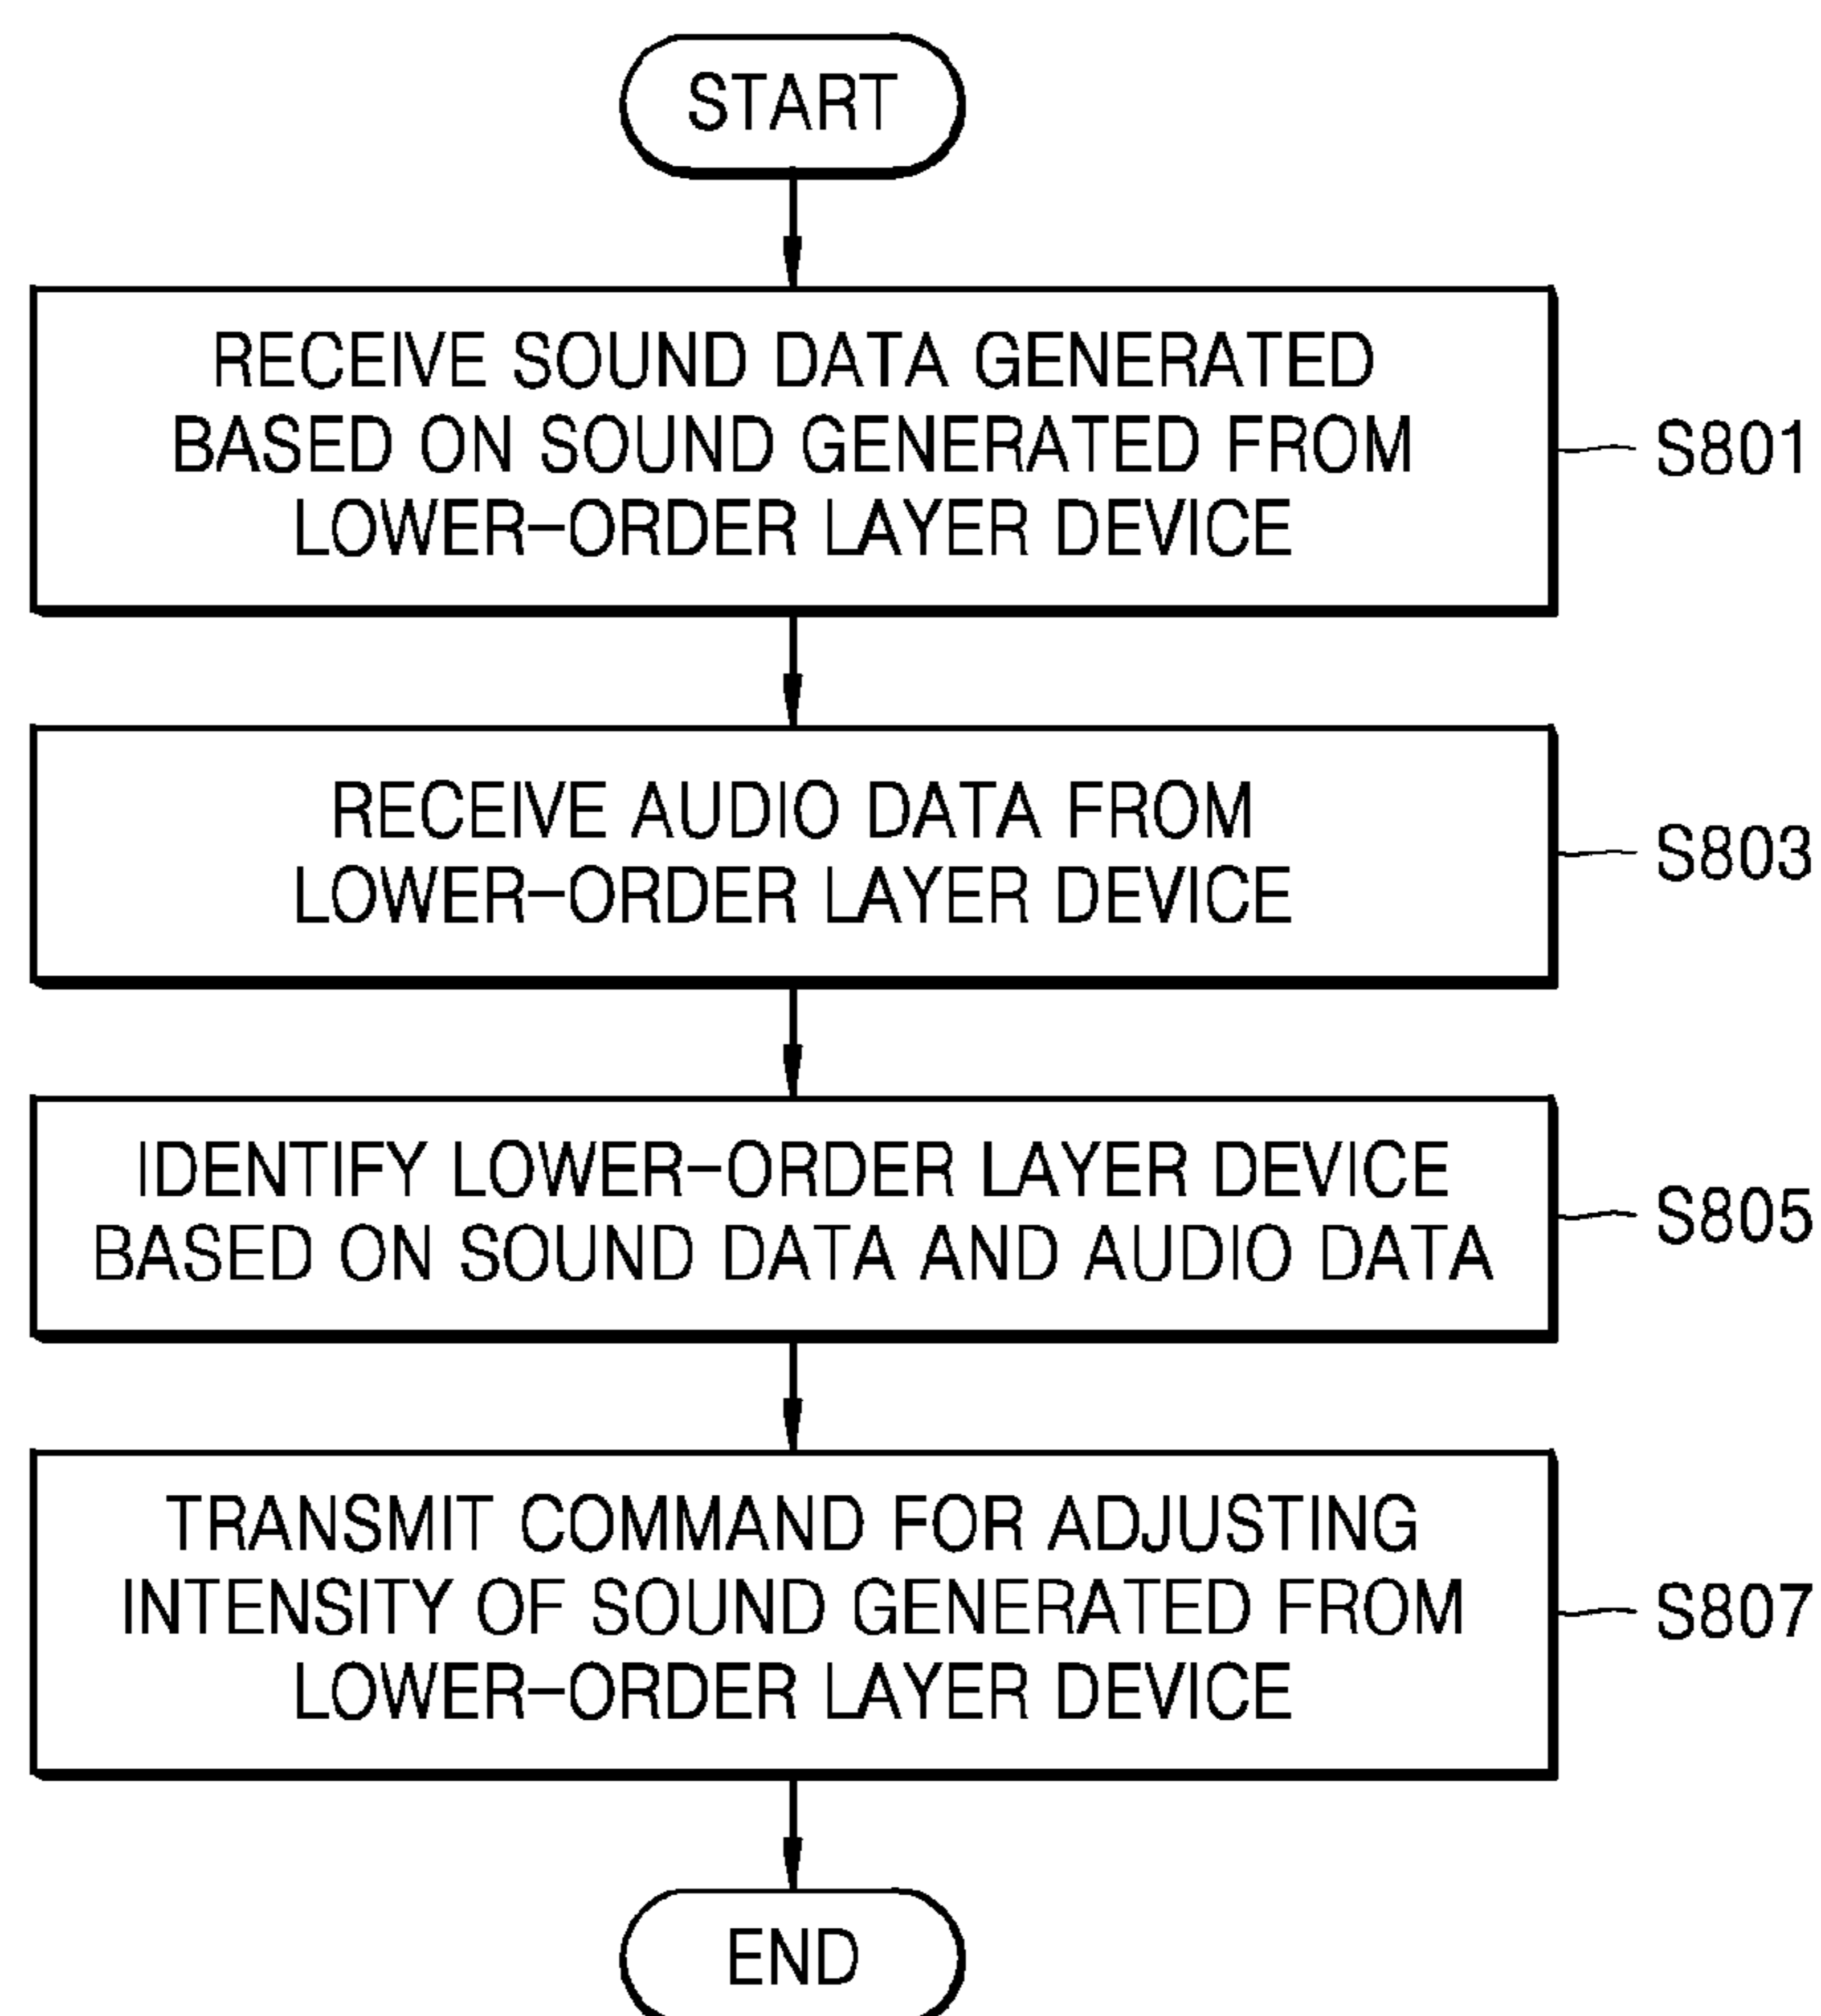 START
RECEIVE SOUND DATA GENERATED
BASED ON SOUND GENERATED FROM
LOWER-ORDER LAYER DEVICE
S801
RECEIVE AUDIO DATA FROM
LOWER-ORDER LAYER DEVICE
S803
IDENTIFY LOWER-ORDER LAYER DEVICE
BASED ON SOUND DATA AND AUDIO DATA
S805
TRANSMIT COMMAND FOR ADJUSTING
INTENSITY OF SOUND GENERATED FROM
LOWER-ORDER LAYER DEVICE
S807
END